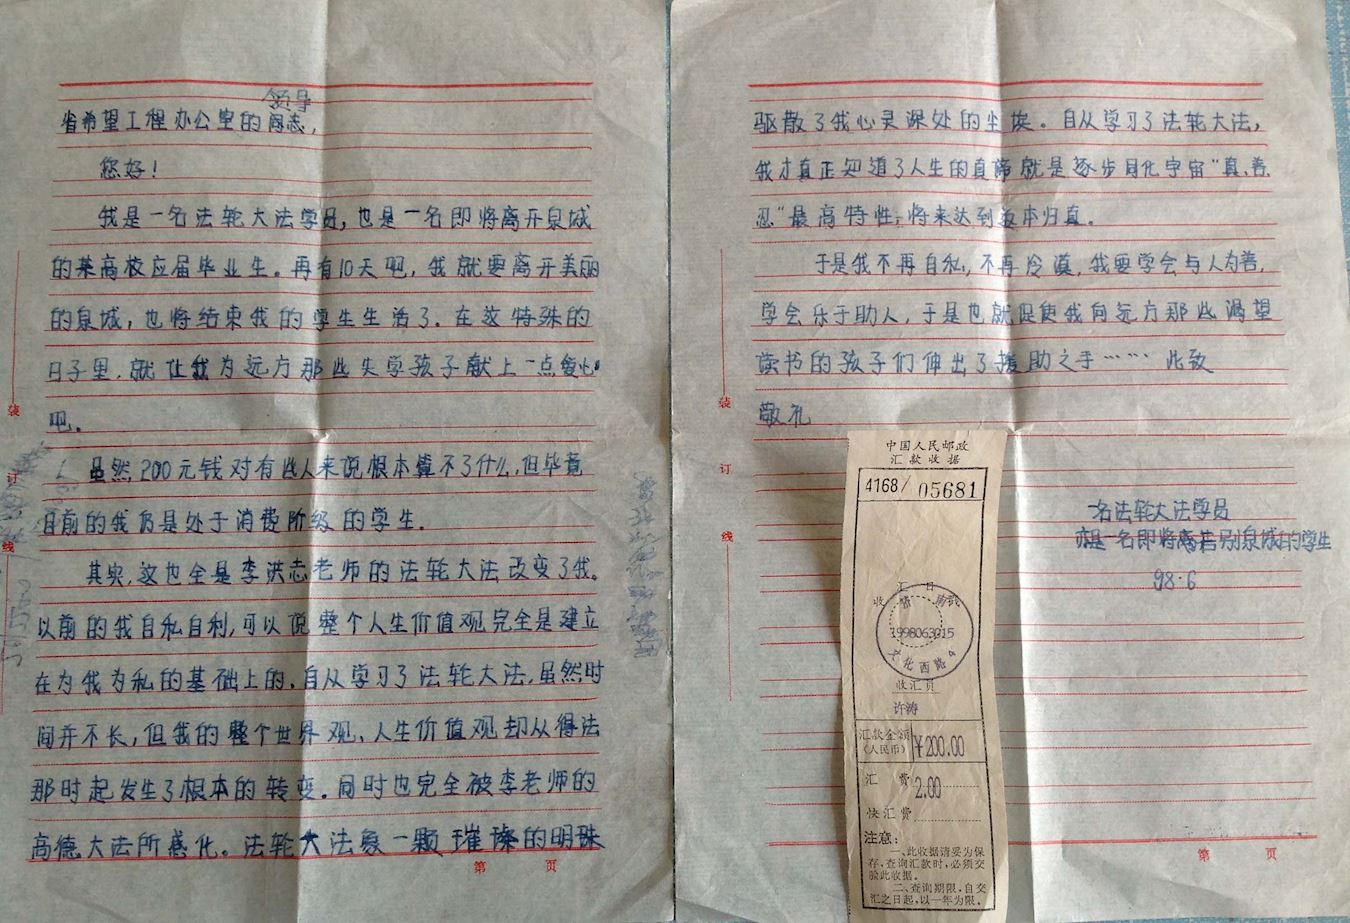 领导
省希望工程办公室的同志，
您好！
我是一名法轮大法学员，也是一名即将离开泉城
的某高校应届毕业生。再有10天吧，我就要离开美丽
的泉城，也将结束我的学生生活了。在这特殊的
日子里，就让我为远方那些失学孩子献上一点爱心
吧。
虽然200元钱对有些人来说根本算不了什么，但毕竟
目前的我仍是处于消费阶级的学生。
其实，这也全是李洪志老师的法轮大法改变了我。
以前的我自私自利，可以说整个人生价值观完全是建立
在为我为私的基础上的，自从学习了法轮大法，虽然时
间并不长，但我的整个世界观、人生价值观却从得法
那时起发生了根本的转变。同时也完全被李老师的
高德大法所感化。法轮大法象一颗璀璨的明珠
第 页
装
订
线
驱散了我心灵深处的尘埃。自从学习了法轮大法，
我才真正知道了人生的真谛就是逐步同化宇宙“真、善、
忍”最高特性，将来达到返本归真。
于是我不再自私，不再冷漠，我要学会与人为善，
学会乐于助人，于是也就促使我向远方那些渴望
读书的孩子们伸出了援助之手…… 此致
敬礼
一名法轮大法学员
亦是一名即将离告别泉城的学生
98.6
装
订
线
第 页
中国人民邮政
汇款收据
4168/05681
汇 日
收 戳
文化西路4
收汇员
许涛
汇款金额
（人民币）
¥200.00
汇 费 2.00
快汇费
注意：
一、此收据请妥为保
存，查询汇款时，必须交
验此收据。
二、查询期限，自交
汇之日起，以一年为限。